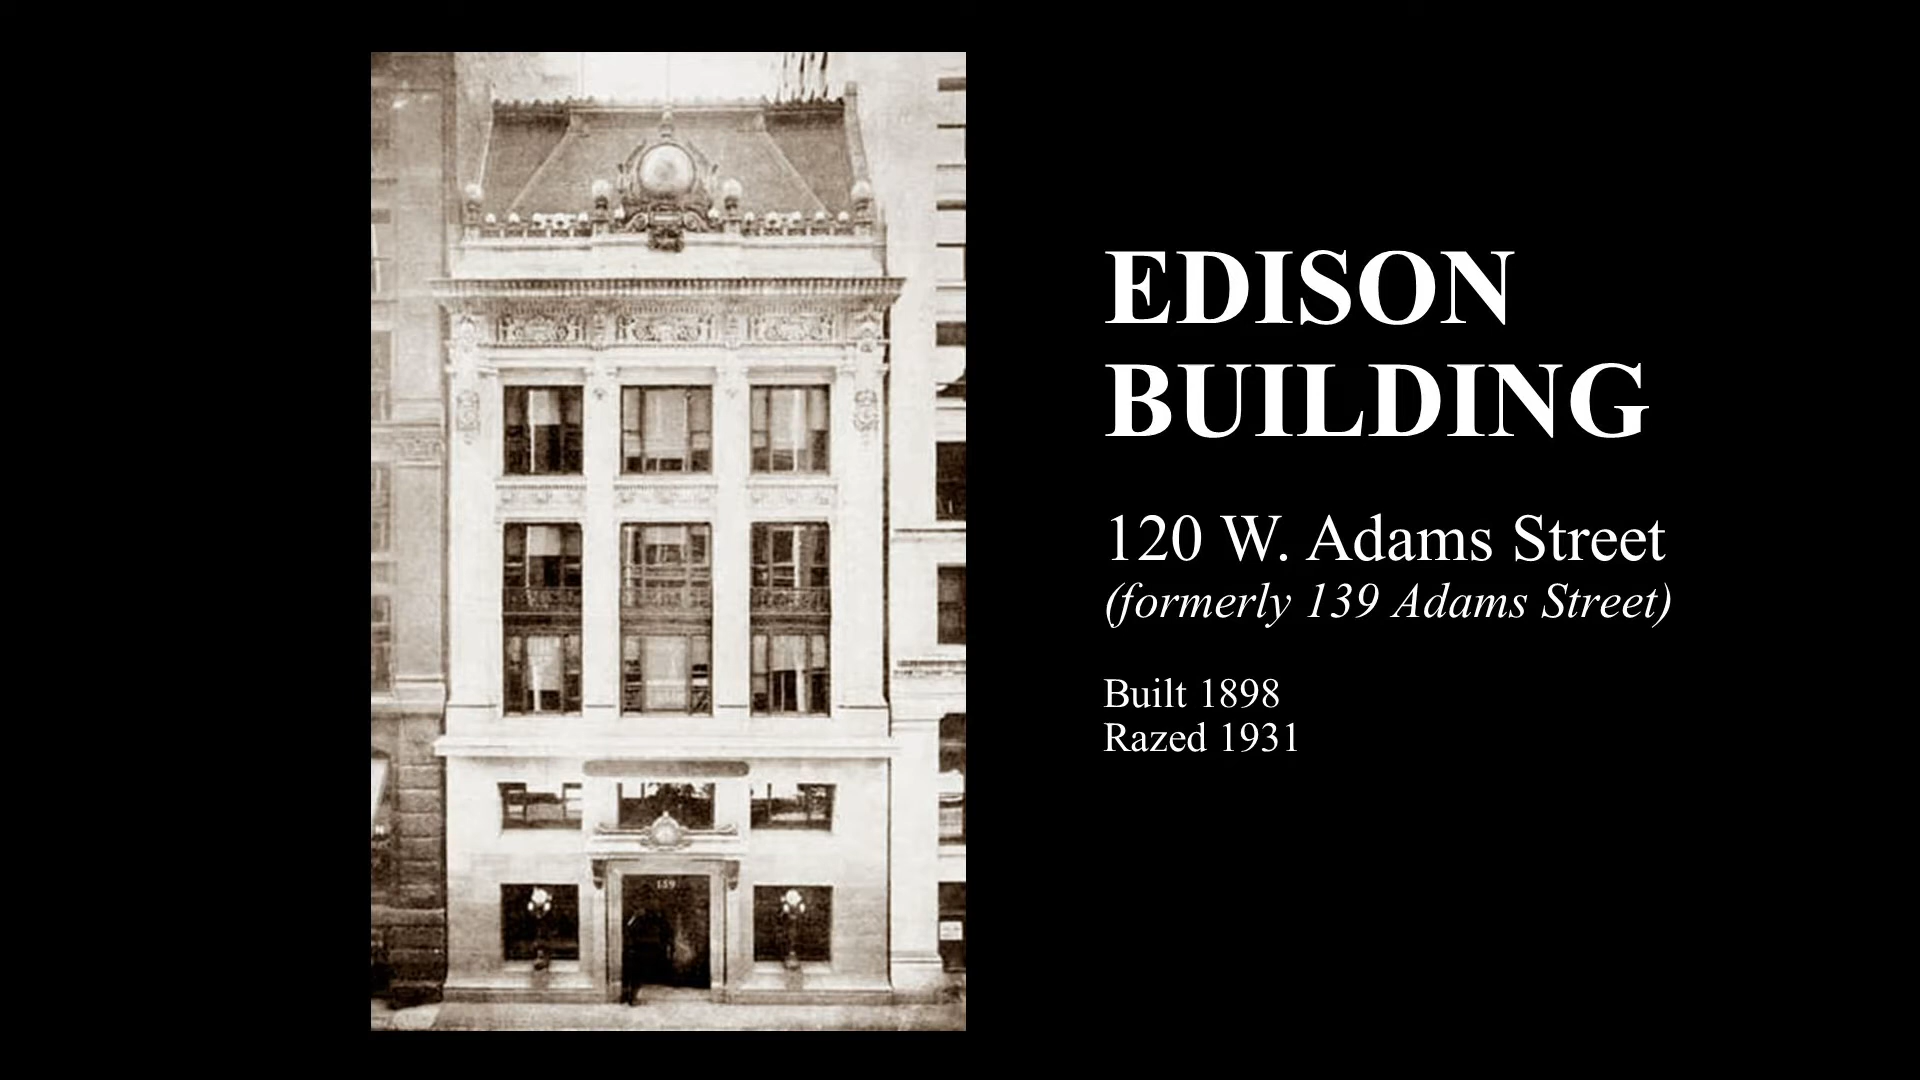 EDISON
BUILDING
120 W. Adams Street
(formerly 139 Adams Street)
Built 1898
Razed 1931